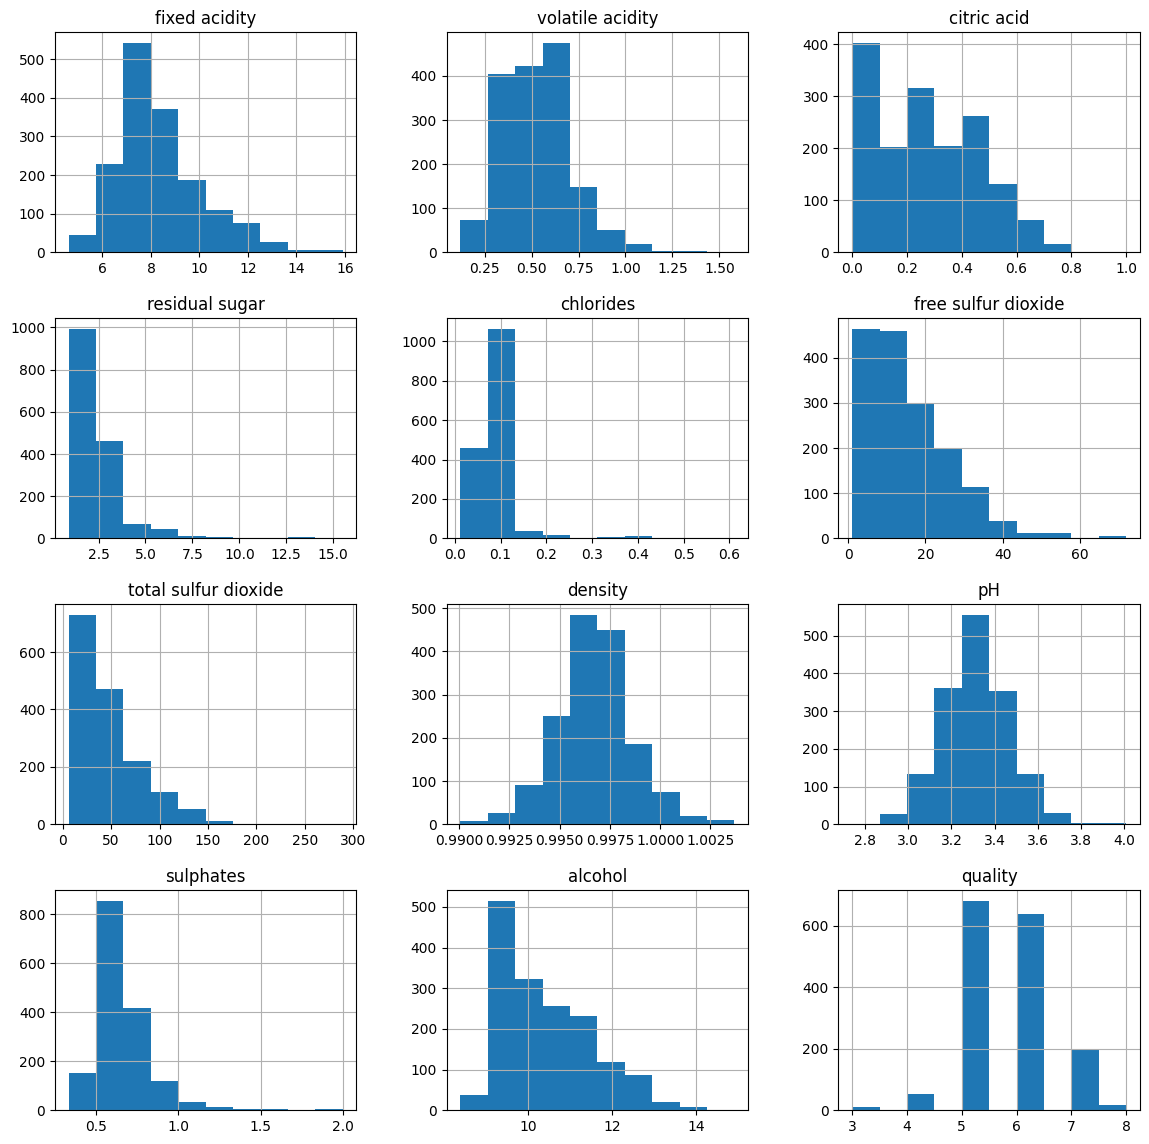 fixed acidity
500
400
300
200
100
0
6 8 10 12 14 16
volatile acidity
400
300
200
100
0
0.25 0.50 0.75 1.00 1.25 1.50
citric acid
400
300
200
100
0
0.0 0.2 0.4 0.6 0.8 1.0
residual sugar
1000
800
600
400
200
0
2.5 5.0 7.5 10.0 12.5 15.0
chlorides
1000
800
600
400
200
0
0.0 0.1 0.2 0.3 0.4 0.5 0.6
free sulfur dioxide
400
300
200
100
0
0 20 40 60
total sulfur dioxide
600
400
200
0
0 50 100 150 200 250 300
density
500
400
300
200
100
0
0.9900 0.9925 0.9950 0.9975 1.0000 1.0025
pH
500
400
300
200
100
0
2.8 3.0 3.2 3.4 3.6 3.8 4.0
sulphates
800
600
400
200
0
0.5 1.0 1.5 2.0
alcohol
500
400
300
200
100
0
10 12 14
quality
600
400
200
0
3 4 5 6 7 8